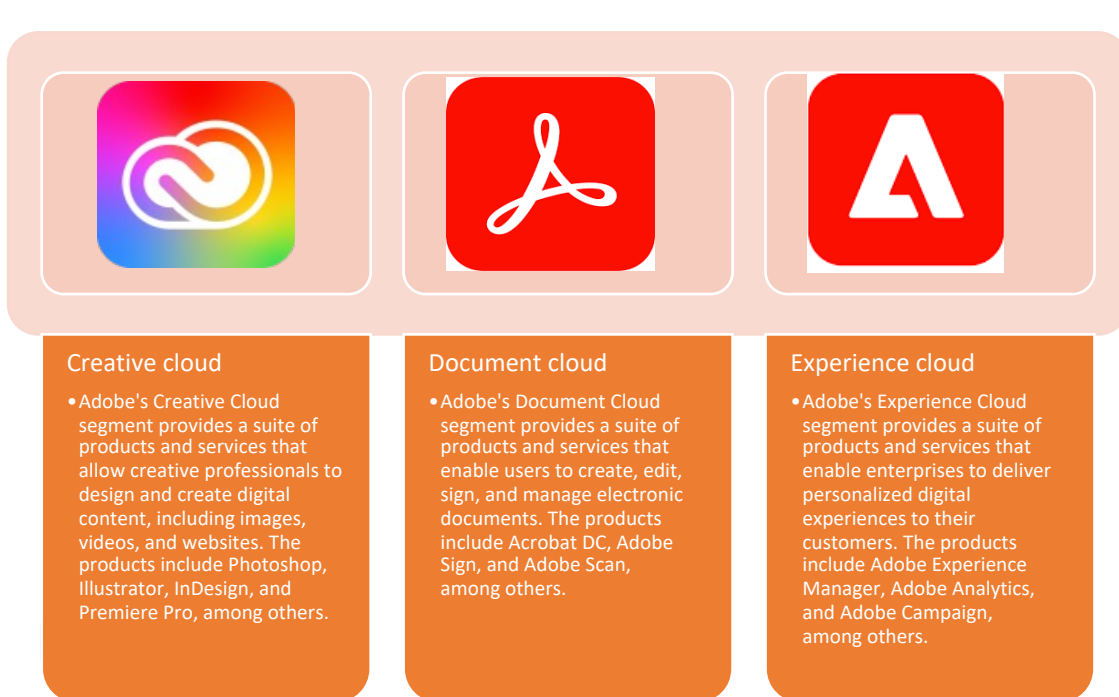 Creative cloud
•Adobe's Creative Cloud
segment provides a suite of
products and services that
allow creative professionals to
design and create digital
content, including images,
videos, and websites. The
products include Photoshop,
Illustrator, InDesign, and
Premiere Pro, among others.
Document cloud
•Adobe's Document Cloud
segment provides a suite of
products and services that
enable users to create, edit,
sign, and manage electronic
documents. The products
include Acrobat DC, Adobe
Sign, and Adobe Scan,
among others.
Experience cloud
•Adobe's Experience Cloud
segment provides a suite of
products and services that
enable enterprises to deliver
personalized digital
experiences to their
customers. The products
include Adobe Experience
Manager, Adobe Analytics,
and Adobe Campaign,
among others.